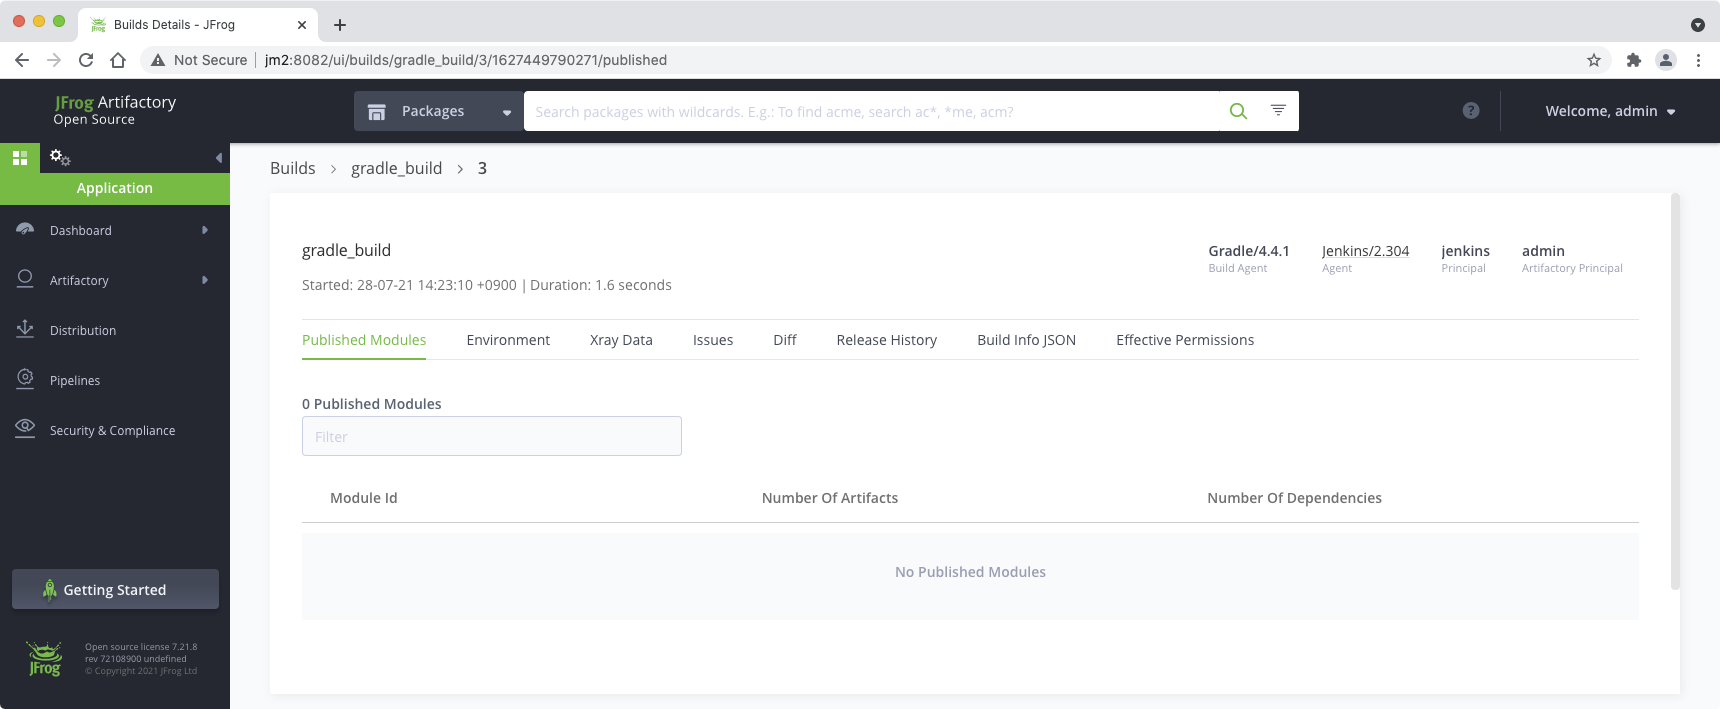 Builds Details - JFrog
Not Secure
jm2:8082/ui/builds/gradle_build/3/1627449790271/published
JFrog Artifactory
Open Source
Packages
Search packages with wildcards. E.g.: To find acme, search ac*, *me, acm?
?
Welcome, admin
Application
Dashboard
Artifactory
Distribution
Pipelines
Security & Compliance
Getting Started
JFrog
Open source license 7.21.8
rev 72108900 undefined
© Copyright 2021 JFrog Ltd
Builds > gradle_build > 3
gradle_build
Started: 28-07-21 14:23:10 +0900 | Duration: 1.6 seconds
Gradle/4.4.1
Build Agent
Jenkins/2.304
Agent
jenkins
Principal
admin
Artifactory Principal
Published Modules Environment Xray Data Issues Diff Release History Build Info JSON Effective Permissions
0 Published Modules
Filter
Module Id Number Of Artifacts Number Of Dependencies
No Published Modules